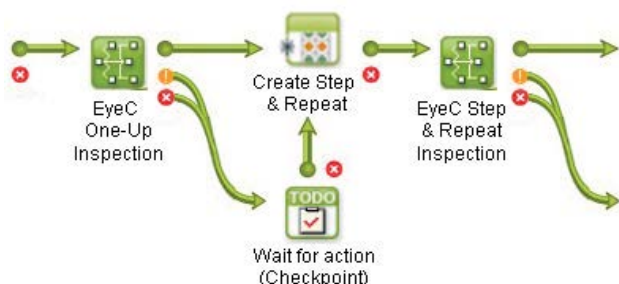 EyeC
One-Up
Inspection
Create Step
& Repeat
EyeC Step
& Repeat
Inspection
TODO
Wait for action
(Checkpoint)